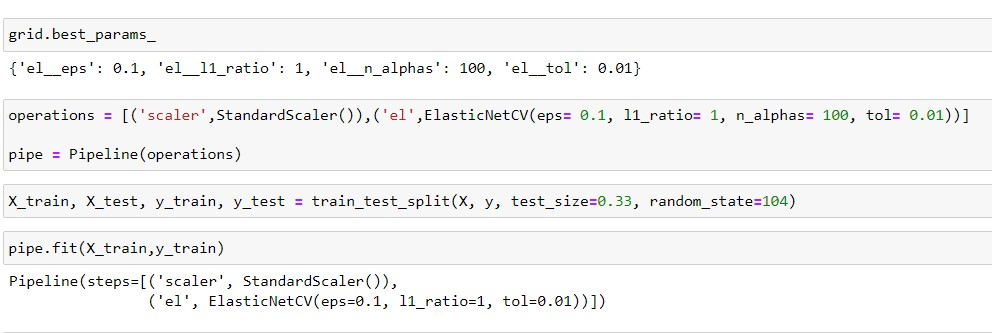 grid.best_params_
{'el__eps': 0.1, 'el__l1_ratio': 1, 'el__n_alphas': 100, 'el__tol': 0.01}
operations = [('scaler',StandardScaler()),('el',ElasticNetCV(eps= 0.1, l1_ratio= 1, n_alphas= 100, tol= 0.01))]
pipe = Pipeline(operations)
X_train, X_test, y_train, y_test = train_test_split(X, y, test_size=0.33, random_state=104)
pipe.fit(X_train,y_train)
Pipeline(steps=[('scaler', StandardScaler()),
('el', ElasticNetCV(eps=0.1, l1_ratio=1, tol=0.01))])